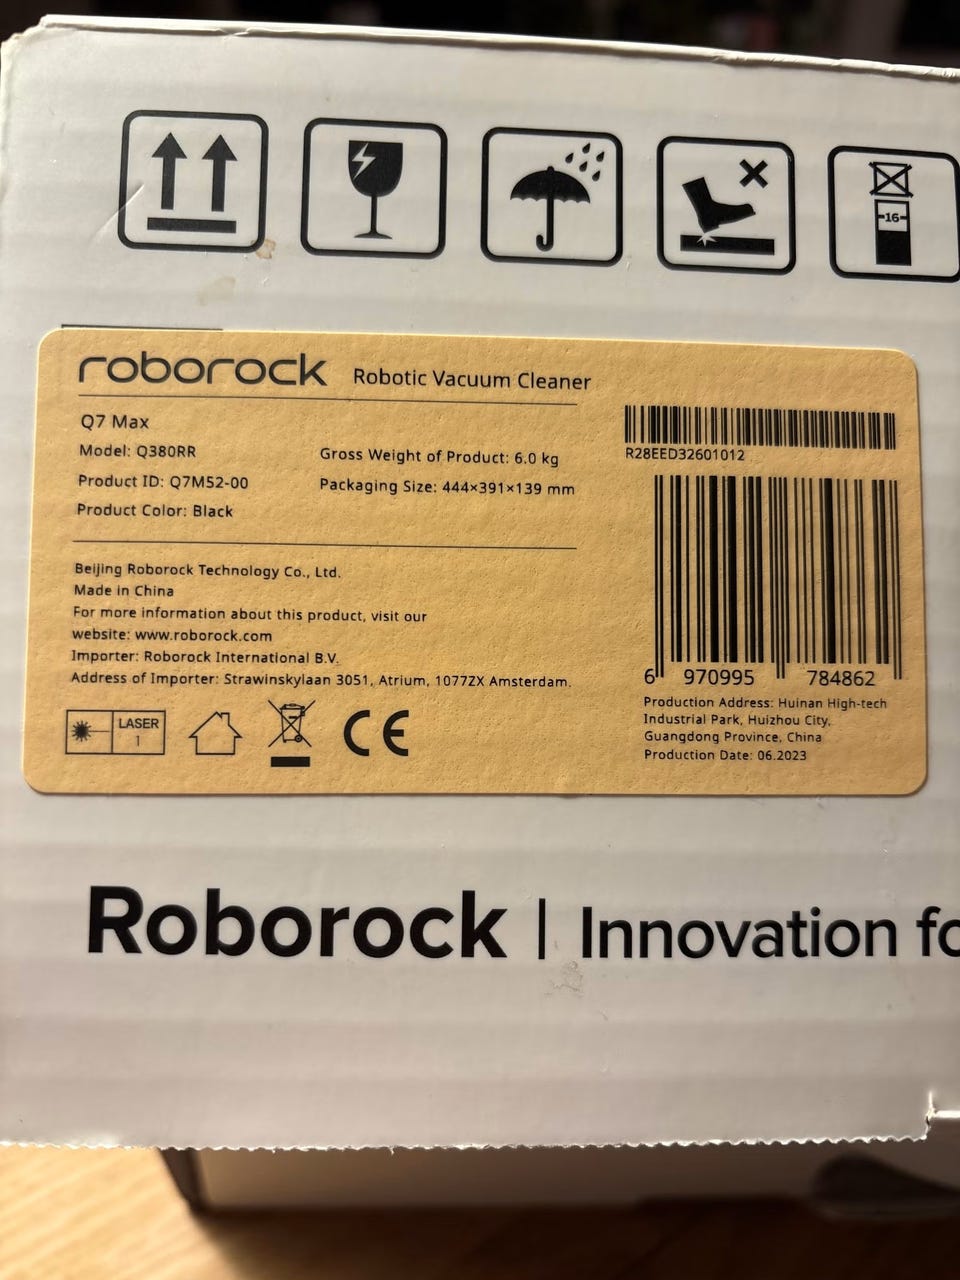 -16-
roborock Robotic Vacuum Cleaner
Q7 Max
Model: Q380RR
Product ID: Q7M52-00
Product Color: Black
Gross Weight of Product: 6.0 kg
Packaging Size: 444×391×139 mm
R28EED32601012
Beijing Roborock Technology Co., Ltd.
Made in China
For more information about this product, visit our
website: www.roborock.com
Importer: Roborock International B.V.
Address of Importer: Strawinskylaan 3051, Atrium, 1077ZX Amsterdam.
LASER
1
CE
6 970995 784862
Production Address: Huinan High-tech
Industrial Park, Huizhou City,
Guangdong Province, China
Production Date: 06.2023
Roborock | Innovation fo